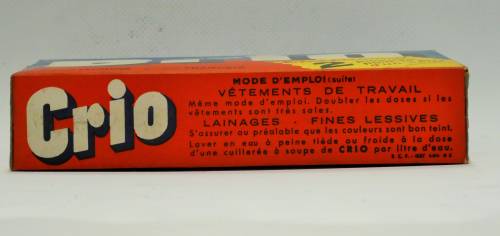 Crio
MODE D'EMPLOI (suite)
VÊTEMENTS DE TRAVAIL
Même mode d'emploi. Doubler les doses si les
vêtements sont très sales.
LAINAGES - FINES LESSIVES
S'assurer au préalable que les couleurs sont bon teint.
Laver en eau à peine tiède ou froide à la dose
d'une cuillerée à soupe de CRIO par litre d'eau.